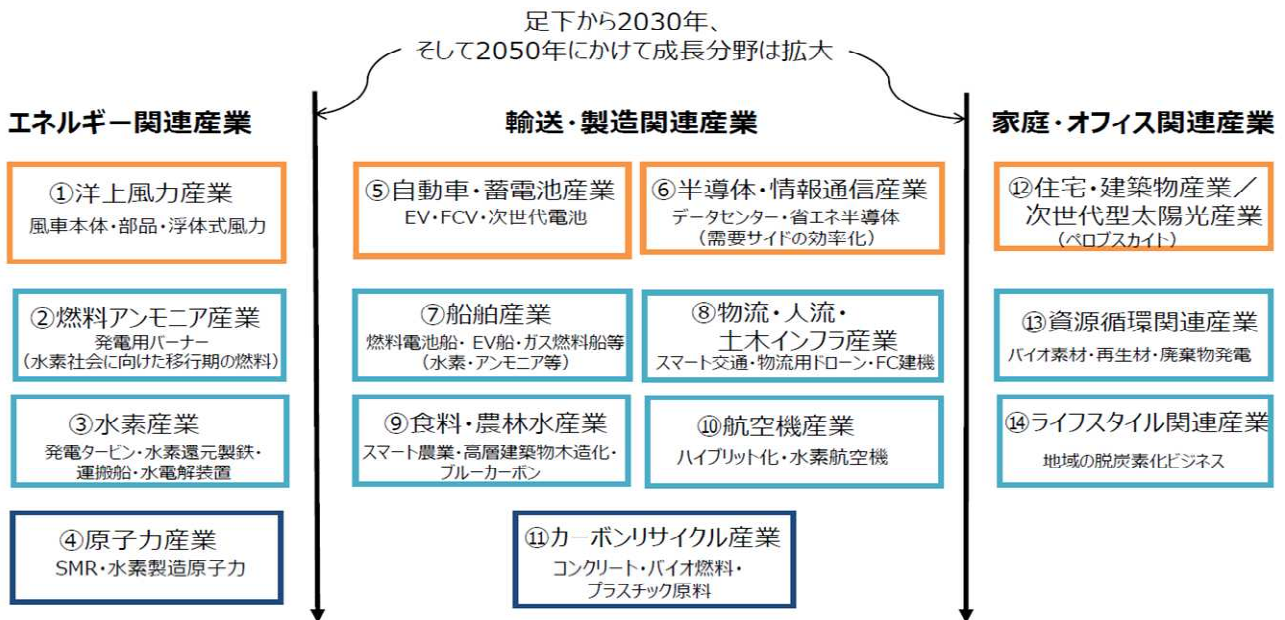 足下から2030年、
そして2050年にかけて成長分野は拡大
エネルギー関連産業
①洋上風力産業
風車本体・部品・浮体式風力
②燃料アンモニア産業
発電用バーナー
（水素社会に向けた移行期の燃料）
③水素産業
発電タービン・水素還元製鉄・
運搬船・水電解装置
④原子力産業
SMR・水素製造原子力
輸送・製造関連産業
⑤自動車・蓄電池産業
EV・FCV・次世代電池
⑥半導体・情報通信産業
データセンター・省エネ半導体
（需要サイドの効率化）
⑦船舶産業
燃料電池船・EV船・ガス燃料船等
（水素・アンモニア等）
⑧物流・人流・
土木インフラ産業
スマート交通・物流用ドローン・FC建機
⑨食料・農林水産業
スマート農業・高層建築物木造化・
ブルーカーボン
⑩航空機産業
ハイブリット化・水素航空機
⑪カーボンリサイクル産業
コンクリート・バイオ燃料・
プラスチック原料
家庭・オフィス関連産業
⑫住宅・建築物産業／
次世代型太陽光産業
（ペロブスカイト）
⑬資源循環関連産業
バイオ素材・再生材・廃棄物発電
⑭ライフスタイル関連産業
地域の脱炭素化ビジネス